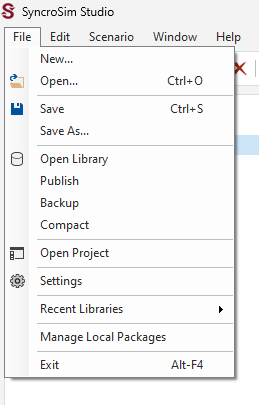 SyncroSim Studio
File Edit Scenario Window Help
New...
Open... Ctrl+O
Save Ctrl+S
Save As...
Open Library
Publish
Backup
Compact
Open Project
Settings
Recent Libraries
Manage Local Packages
Exit Alt-F4